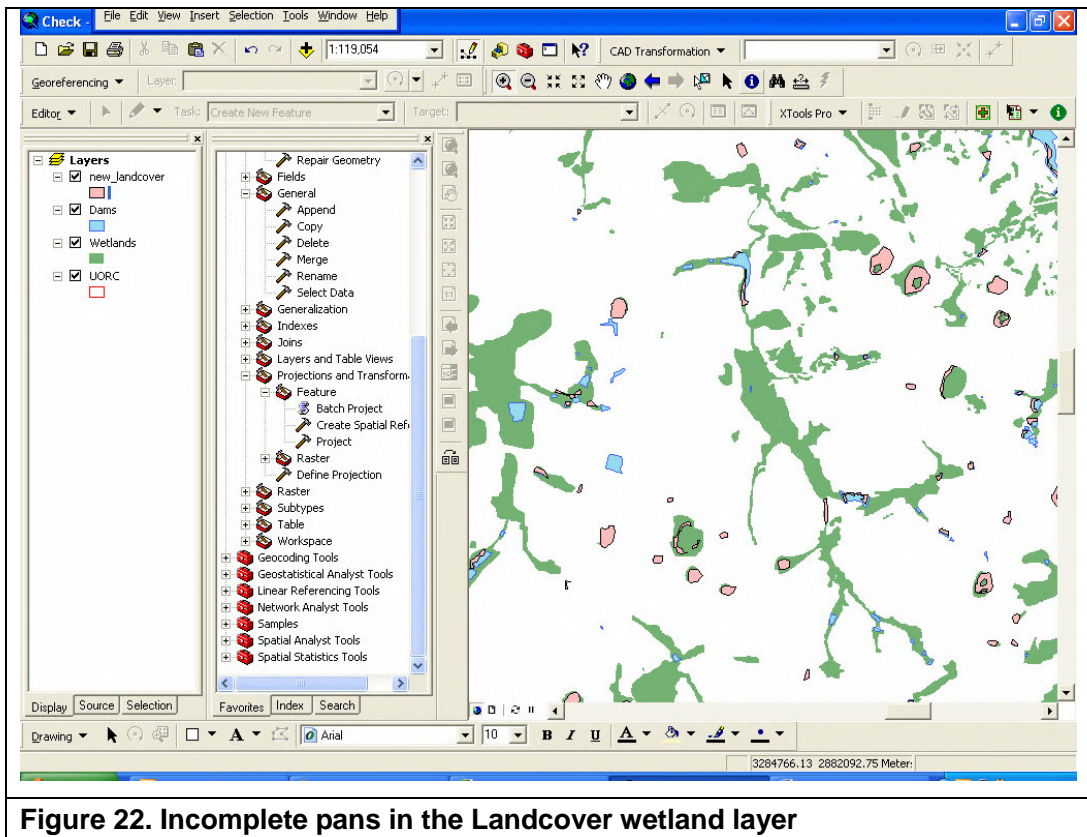 Check -
File Edit View Insert Selection Tools Window Help
1:119,054
CAD Transformation
Georeferencing
Layer:
Editor
Task:
Create New Feature
Target:
XTools Pro
Layers
new_landcover
Dams
Wetlands
UORC
Repair Geometry
Fields
General
Append
Copy
Delete
Merge
Rename
Select Data
Generalization
Indexes
Joins
Layers and Table Views
Projections and Transform
Feature
Batch Project
Create Spatial Ref
Project
Raster
Define Projection
Raster
Subtypes
Table
Workspace
Geocoding Tools
Geostatistical Analyst Tools
Linear Referencing Tools
Network Analyst Tools
Samples
Spatial Analyst Tools
Spatial Statistics Tools
Display Source Selection
Favorites Index Search
Drawing
A
Arial
10
B I U A
3284766.13 2882092.75 Meter:
Figure 22. Incomplete pans in the Landcover wetland layer